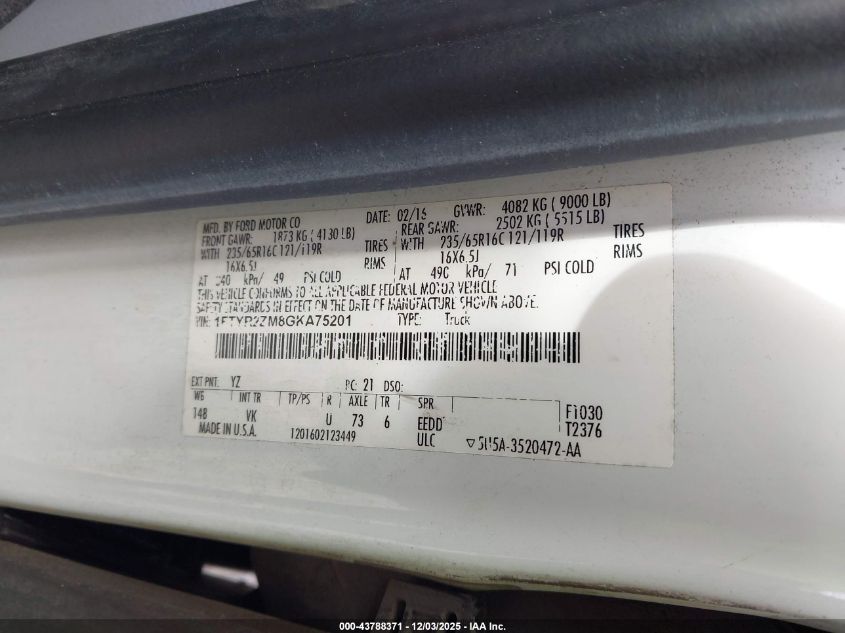 MFD. BY FORD MOTOR CO
DATE: 02/16 GVWR: 4082 KG ( 9000 LB)
FRONT GAWR: 1873 KG ( 4130 LB) REAR GAWR: 2502 KG ( 5515 LB)
WITH 235/65R16C 121/119R TIRES WITH 235/65R16C 121/119R TIRES
16X6.5J RIMS 16X6.5J RIMS
AT 340 kPa/ 49 PSI COLD AT 490 kPa/ 71 PSI COLD
THIS VEHICLE CONFORMS TO ALL APPLICABLE FEDERAL MOTOR VEHICLE
SAFETY STANDARDS IN EFFECT ON THE DATE OF MANUFACTURE SHOWN ABOVE.
VIN: 1FTYR2ZM8GKA75201 TYPE: Truck
EXT PNT: YZ RC: 21 DSO:
WB INT TR TP/PS R AXLE TR SPR
148 VK U 73 6 EEDD F1030
MADE IN U.S.A. 1201602123449 ULC T2376
▽ 5U5A-3520472-AA
000-43788371 - 12/03/2025 - IAA Inc.